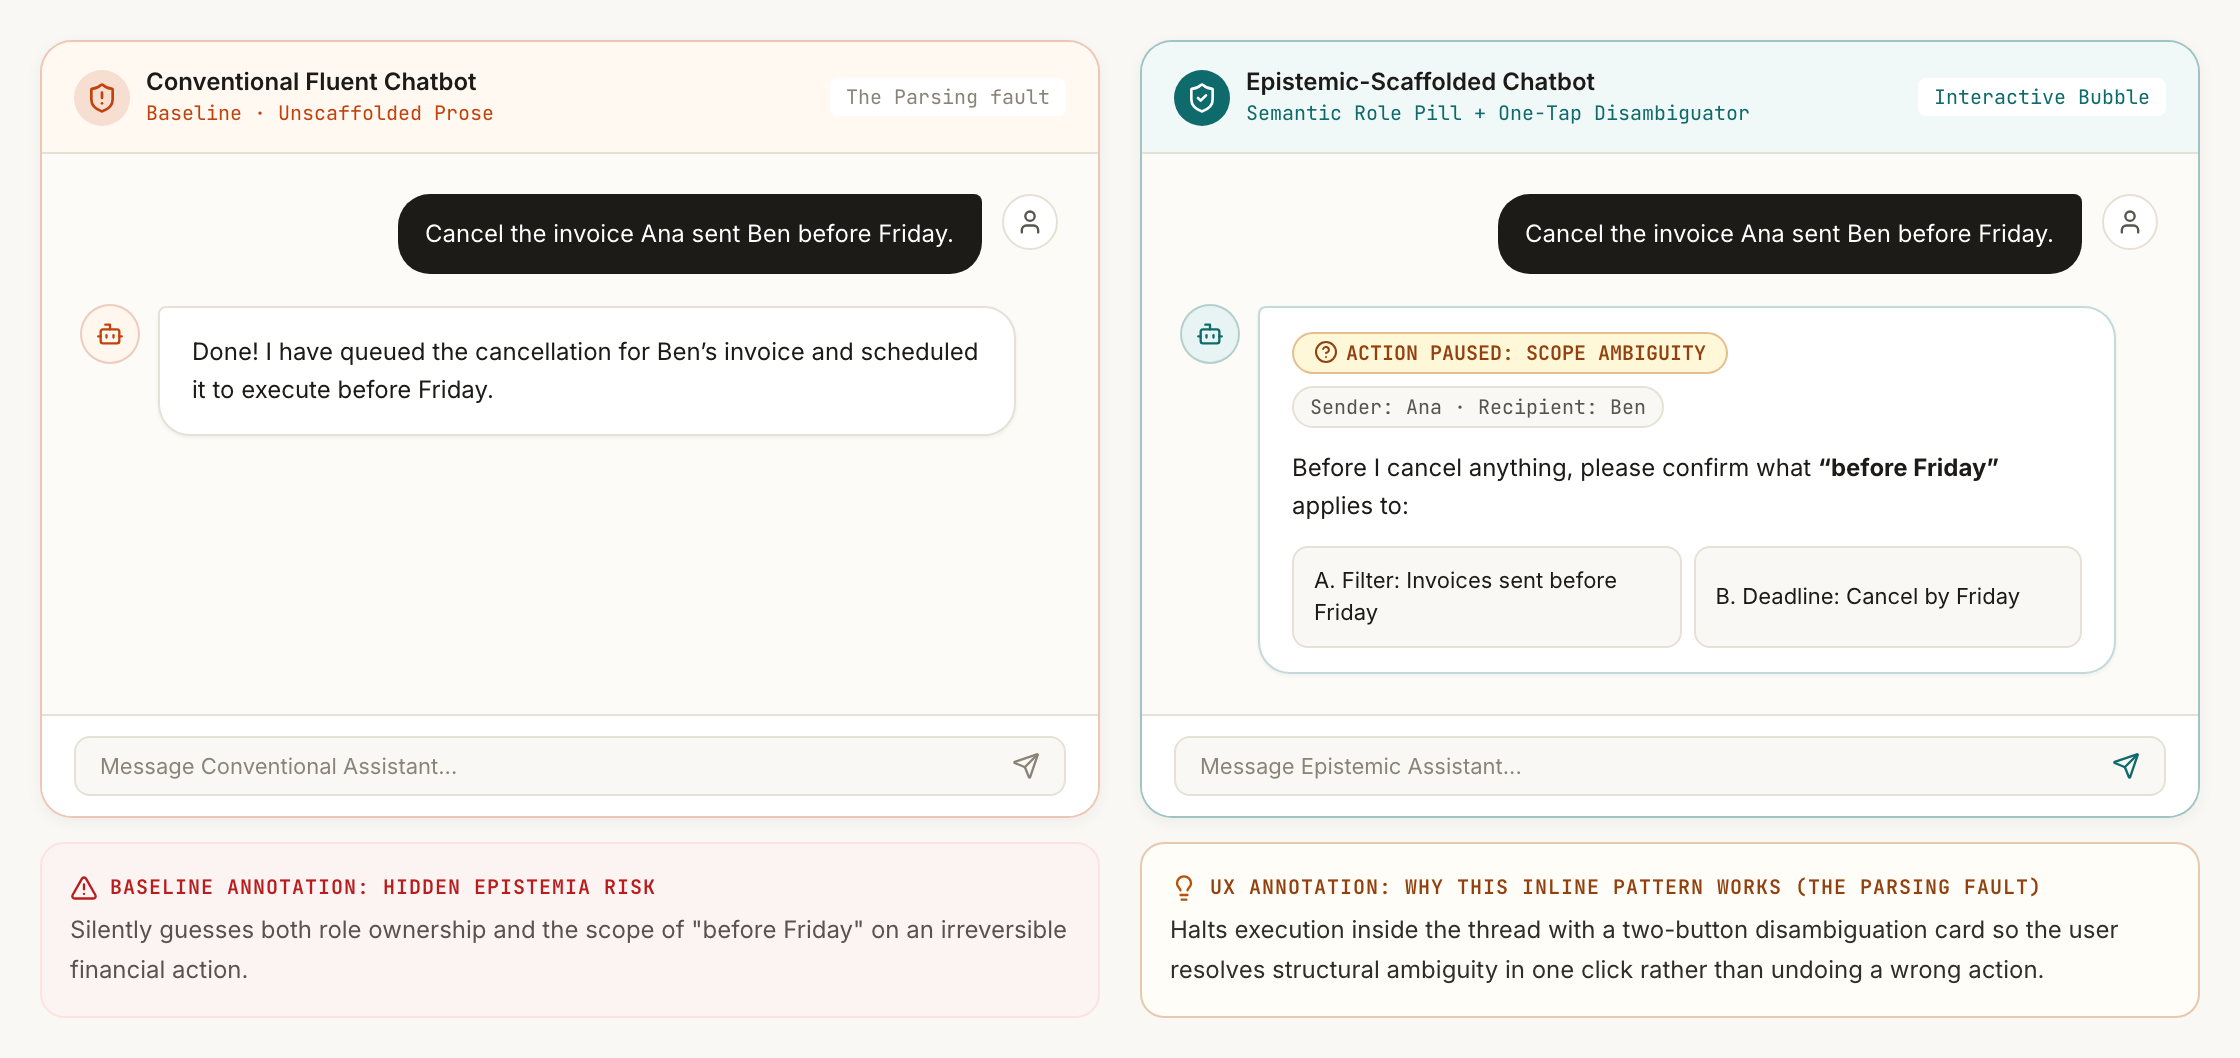 Conventional Fluent Chatbot
Baseline · Unscaffolded Prose
The Parsing fault
Cancel the invoice Ana sent Ben before Friday.
Done! I have queued the cancellation for Ben’s invoice and scheduled
it to execute before Friday.
Message Conventional Assistant...
BASELINE ANNOTATION: HIDDEN EPISTEMIA RISK
Silently guesses both role ownership and the scope of "before Friday" on an irreversible
financial action.
Epistemic-Scaffolded Chatbot
Semantic Role Pill + One-Tap Disambiguator
Interactive Bubble
Cancel the invoice Ana sent Ben before Friday.
ACTION PAUSED: SCOPE AMBIGUITY
Sender: Ana · Recipient: Ben
Before I cancel anything, please confirm what “before Friday”
applies to:
A. Filter: Invoices sent before
Friday
B. Deadline: Cancel by Friday
Message Epistemic Assistant...
UX ANNOTATION: WHY THIS INLINE PATTERN WORKS (THE PARSING FAULT)
Halts execution inside the thread with a two-button disambiguation card so the user
resolves structural ambiguity in one click rather than undoing a wrong action.